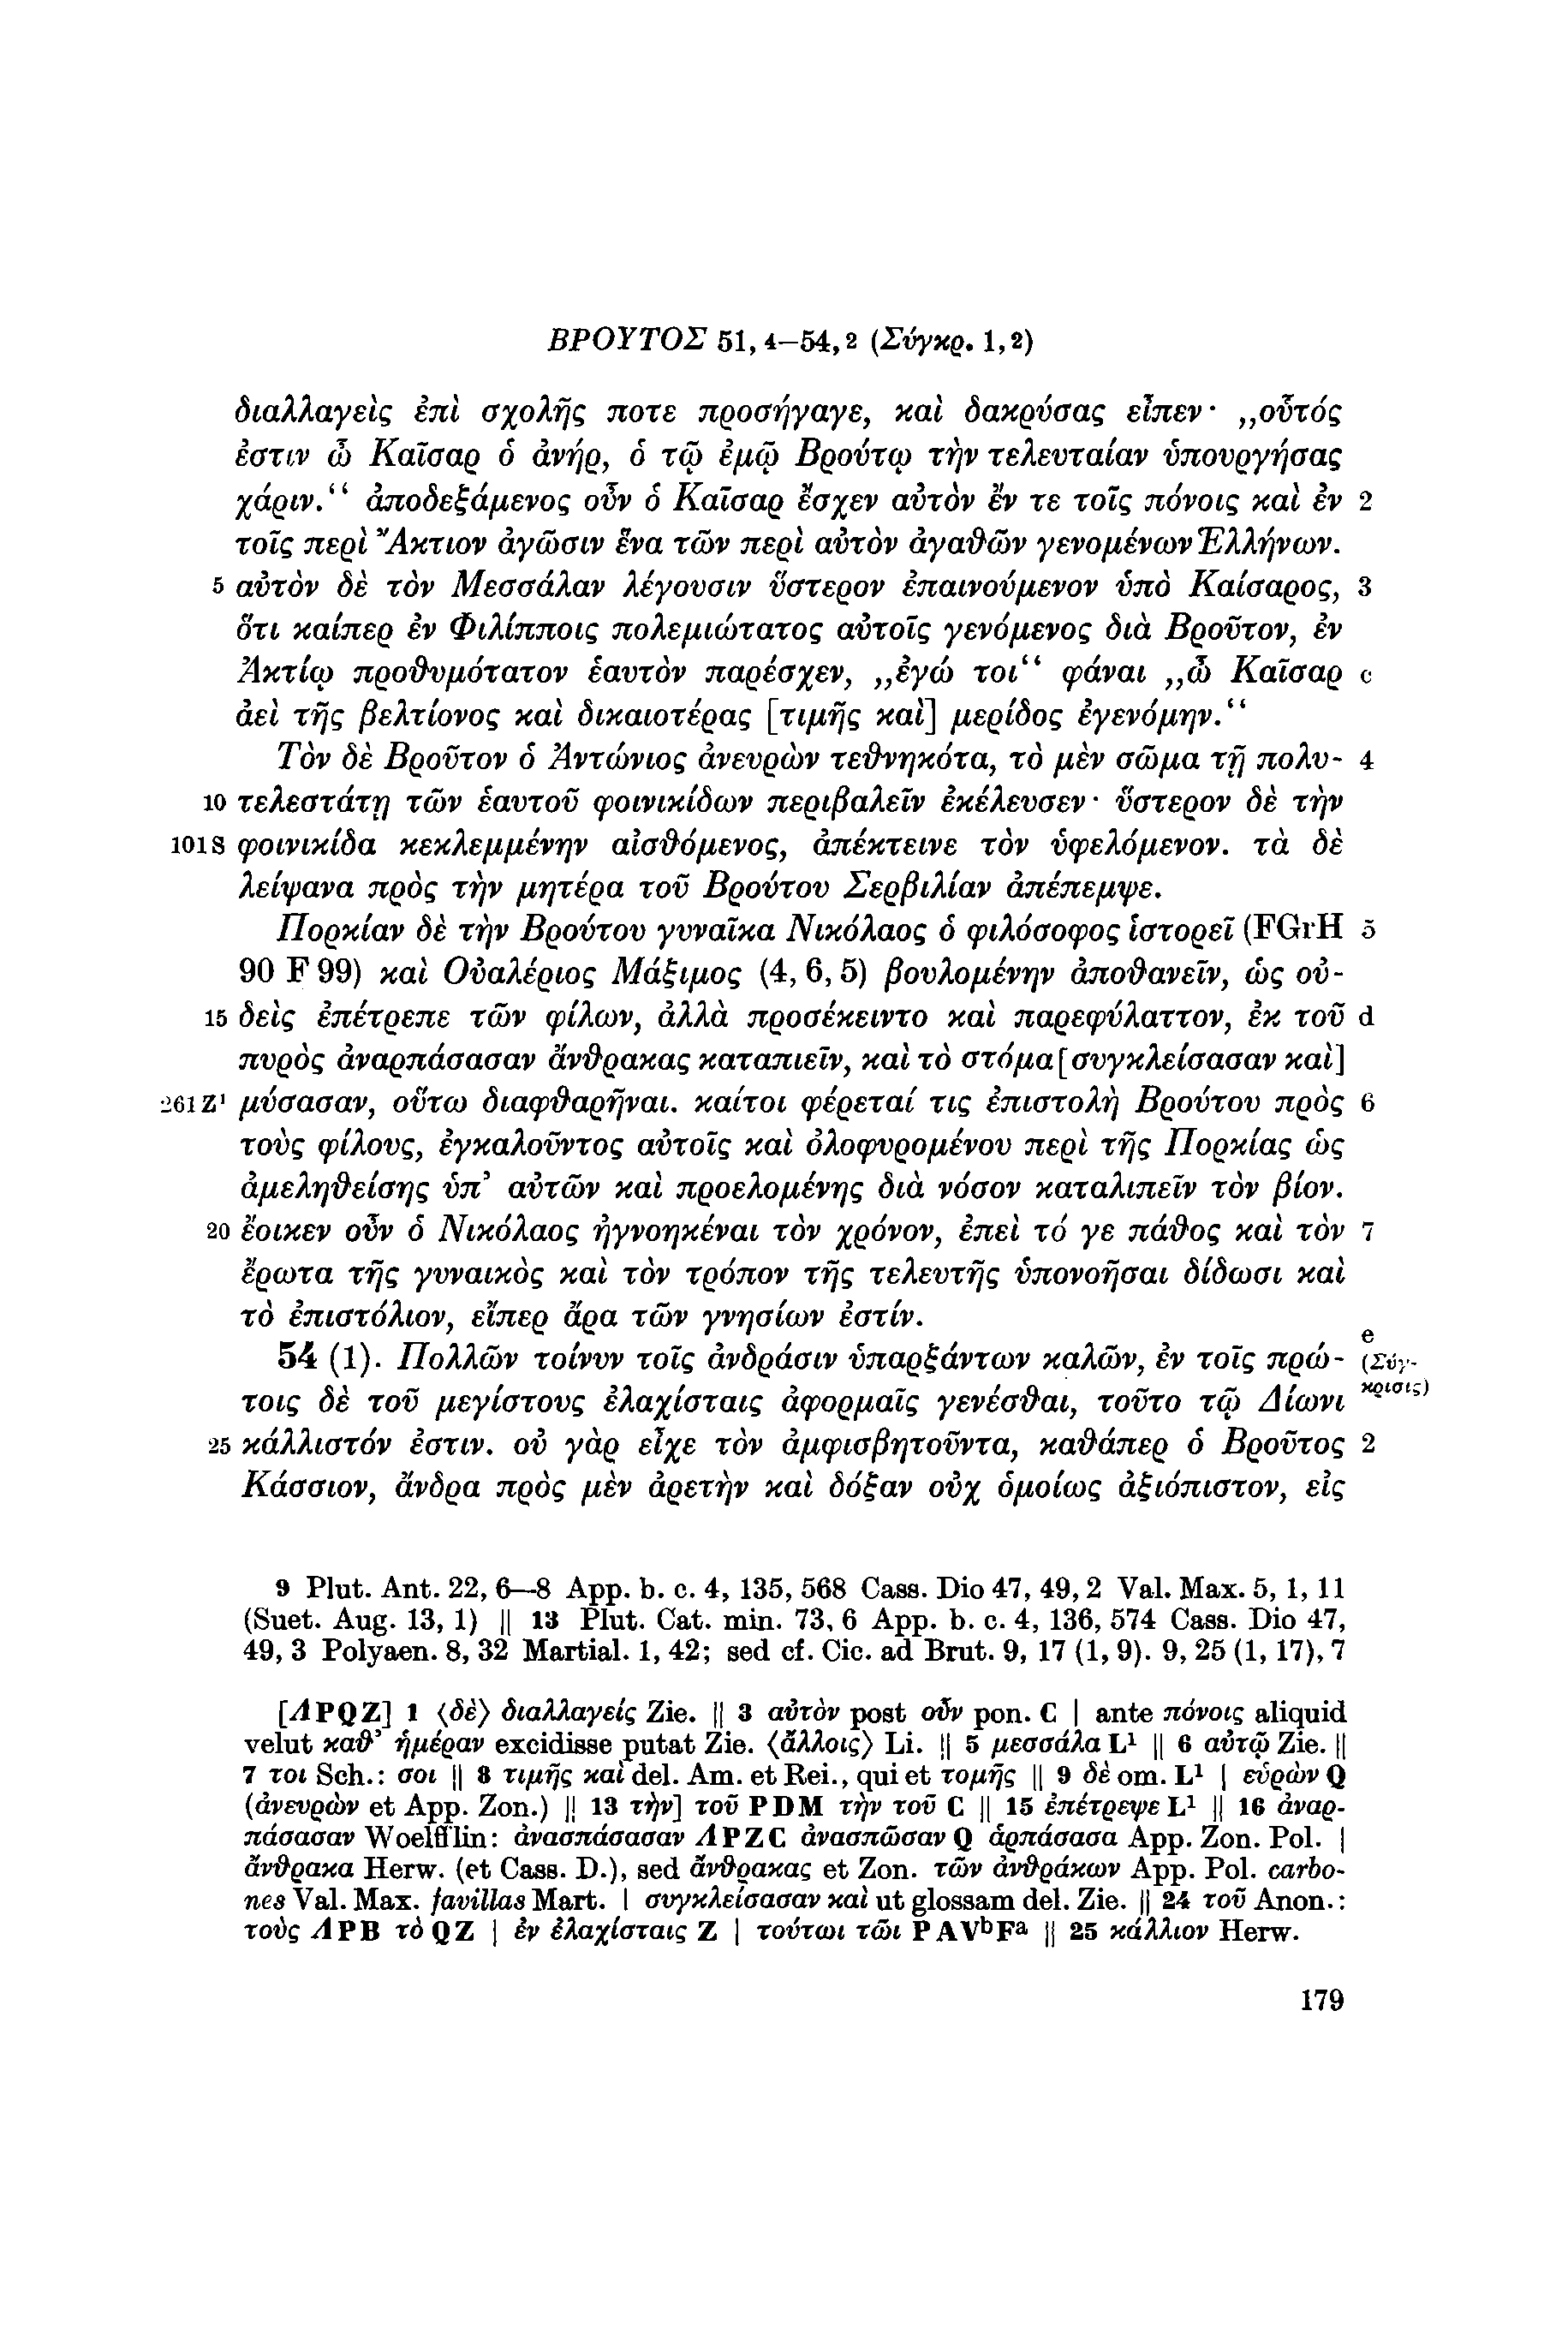 ΒΡΟΥΤΟΣ 51,4–54,2 (Σύγκρ. 1,2)
διαλλαγεὶς ἐπὶ σχολῆς ποτε προσήγαγε, καὶ δακρύσας εἶπεν· „οὗτός
ἐστιν ὦ Καῖσαρ ὁ ἀνήρ, ὁ τῷ ἐμῷ Βρούτῳ τὴν τελευταίαν ὑπουργήσας
χάριν.“ ἀποδεξάμενος οὖν ὁ Καῖσαρ ἔσχεν αὐτὸν ἔν τε τοῖς πόνοις καὶ ἐν 2
τοῖς περὶ Ἄκτιον ἀγῶσιν ἕνα τῶν περὶ αὐτὸν ἀγαθῶν γενομένων Ἑλλήνων.
5 αὐτὸν δὲ τὸν Μεσσάλαν λέγουσιν ὕστερον ἐπαινούμενον ὑπὸ Καίσαρος, 3
ὅτι καίπερ ἐν Φιλίπποις πολεμιώτατος αὐτοῖς γενόμενος διὰ Βροῦτον, ἐν
Ἀκτίῳ προθυμότατον ἑαυτὸν παρέσχεν, „ἐγώ τοι“ φάναι „ὦ Καῖσαρ c
ἀεὶ τῆς βελτίονος καὶ δικαιοτέρας [τιμῆς καὶ] μερίδος ἐγενόμην.“
Τὸν δὲ Βροῦτον ὁ Ἀντώνιος ἀνευρὼν τεθνηκότα, τὸ μὲν σῶμα τῇ πολυ- 4
10 τελεστάτῃ τῶν ἑαυτοῦ φοινικίδων περιβαλεῖν ἐκέλευσεν· ὕστερον δὲ τὴν
101S φοινικίδα κεκλεμμένην αἰσθόμενος, ἀπέκτεινε τὸν ὑφελόμενον. τὰ δὲ
λείψανα πρὸς τὴν μητέρα τοῦ Βρούτου Σερβιλίαν ἀπέπεμψε.
Πορκίαν δὲ τὴν Βρούτου γυναῖκα Νικόλαος ὁ φιλόσοφος ἱστορεῖ (FGrH 5
90 F 99) καὶ Οὐαλέριος Μάξιμος (4, 6, 5) βουλομένην ἀποθανεῖν, ὡς οὐ-
15 δεὶς ἐπέτρεπε τῶν φίλων, ἀλλὰ προσέκειντο καὶ παρεφύλαττον, ἐκ τοῦ d
πυρὸς ἀναρπάσασαν ἄνθρακας καταπιεῖν, καὶ τὸ στόμα [συγκλείσασαν καὶ]
261 Z¹ μύσασαν, οὕτω διαφθαρῆναι. καίτοι φέρεταί τις ἐπιστολὴ Βρούτου πρὸς 6
τοὺς φίλους, ἐγκαλοῦντος αὐτοῖς καὶ ὀλοφυρομένου περὶ τῆς Πορκίας ὡς
ἀμεληθείσης ὑπ’ αὐτῶν καὶ προελομένης διὰ νόσον καταλιπεῖν τὸν βίον.
20 ἔοικεν οὖν ὁ Νικόλαος ἠγνοηκέναι τὸν χρόνον, ἐπεὶ τό γε πάθος καὶ τὸν 7
ἔρωτα τῆς γυναικὸς καὶ τὸν τρόπον τῆς τελευτῆς ὑπονοῆσαι δίδωσι καὶ
τὸ ἐπιστόλιον, εἴπερ ἄρα τῶν γνησίων ἐστίν.
54 (1). Πολλῶν τοίνυν τοῖς ἀνδράσιν ὑπαρξάντων καλῶν, ἐν τοῖς πρώ- e (Σύγ-
τοις δὲ τοῦ μεγίστους ἐλαχίσταις ἀφορμαῖς γενέσθαι, τοῦτο τῷ Δίωνι κρισις)
25 κάλλιστόν ἐστιν. οὐ γὰρ εἶχε τὸν ἀμφισβητοῦντα, καθάπερ ὁ Βροῦτος 2
Κάσσιον, ἄνδρα πρὸς μὲν ἀρετὴν καὶ δόξαν οὐχ ὁμοίως ἀξιόπιστον, εἰς
9 Plut. Ant. 22, 6—8 App. b. c. 4, 135, 568 Cass. Dio 47, 49, 2 Val. Max. 5, 1, 11
(Suet. Aug. 13, 1) || 13 Plut. Cat. min. 73, 6 App. b. c. 4, 136, 574 Cass. Dio 47,
49, 3 Polyaen. 8, 32 Martial. 1, 42; sed cf. Cic. ad Brut. 9, 17 (1, 9). 9, 25 (1, 17), 7
[ΛPQZ] 1 ⟨δὲ⟩ διαλλαγείς Zie. || 3 αὐτὸν post οὖν pon. C | ante πόνοις aliquid
velut καθ’ ἡμέραν excidisse putat Zie. ⟨ἄλλοις⟩ Li. || 5 μεσσάλα L¹ || 6 αὐτῷ Zie. ||
7 τοι Sch.: σοι || 8 τιμῆς καὶ del. Am. et Rei., qui et τομῆς || 9 δὲ om. L¹ | εὑρὼν Q
(ἀνευρὼν et App. Zon.) || 13 τὴν] τοῦ PDM τὴν τοῦ C || 15 ἐπέτρεψε L¹ || 16 ἀναρ-
πάσασαν Woelfflin: ἀνασπάσασαν ΛPZC ἀνασπῶσαν Q ἁρπάσασα App. Zon. Pol. |
ἄνθρακα Herw. (et Cass. D.), sed ἄνθρακας et Zon. τῶν ἀνθράκων App. Pol. carbo-
nes Val. Max. favillas Mart. | συγκλείσασαν καὶ ut glossam del. Zie. || 24 τοῦ Anon.:
τοὺς ΛPB τὸ QZ | ἐν ἐλαχίσταις Z | τούτωι τῶι PAVᵇFᵃ || 25 κάλλιον Herw.
179